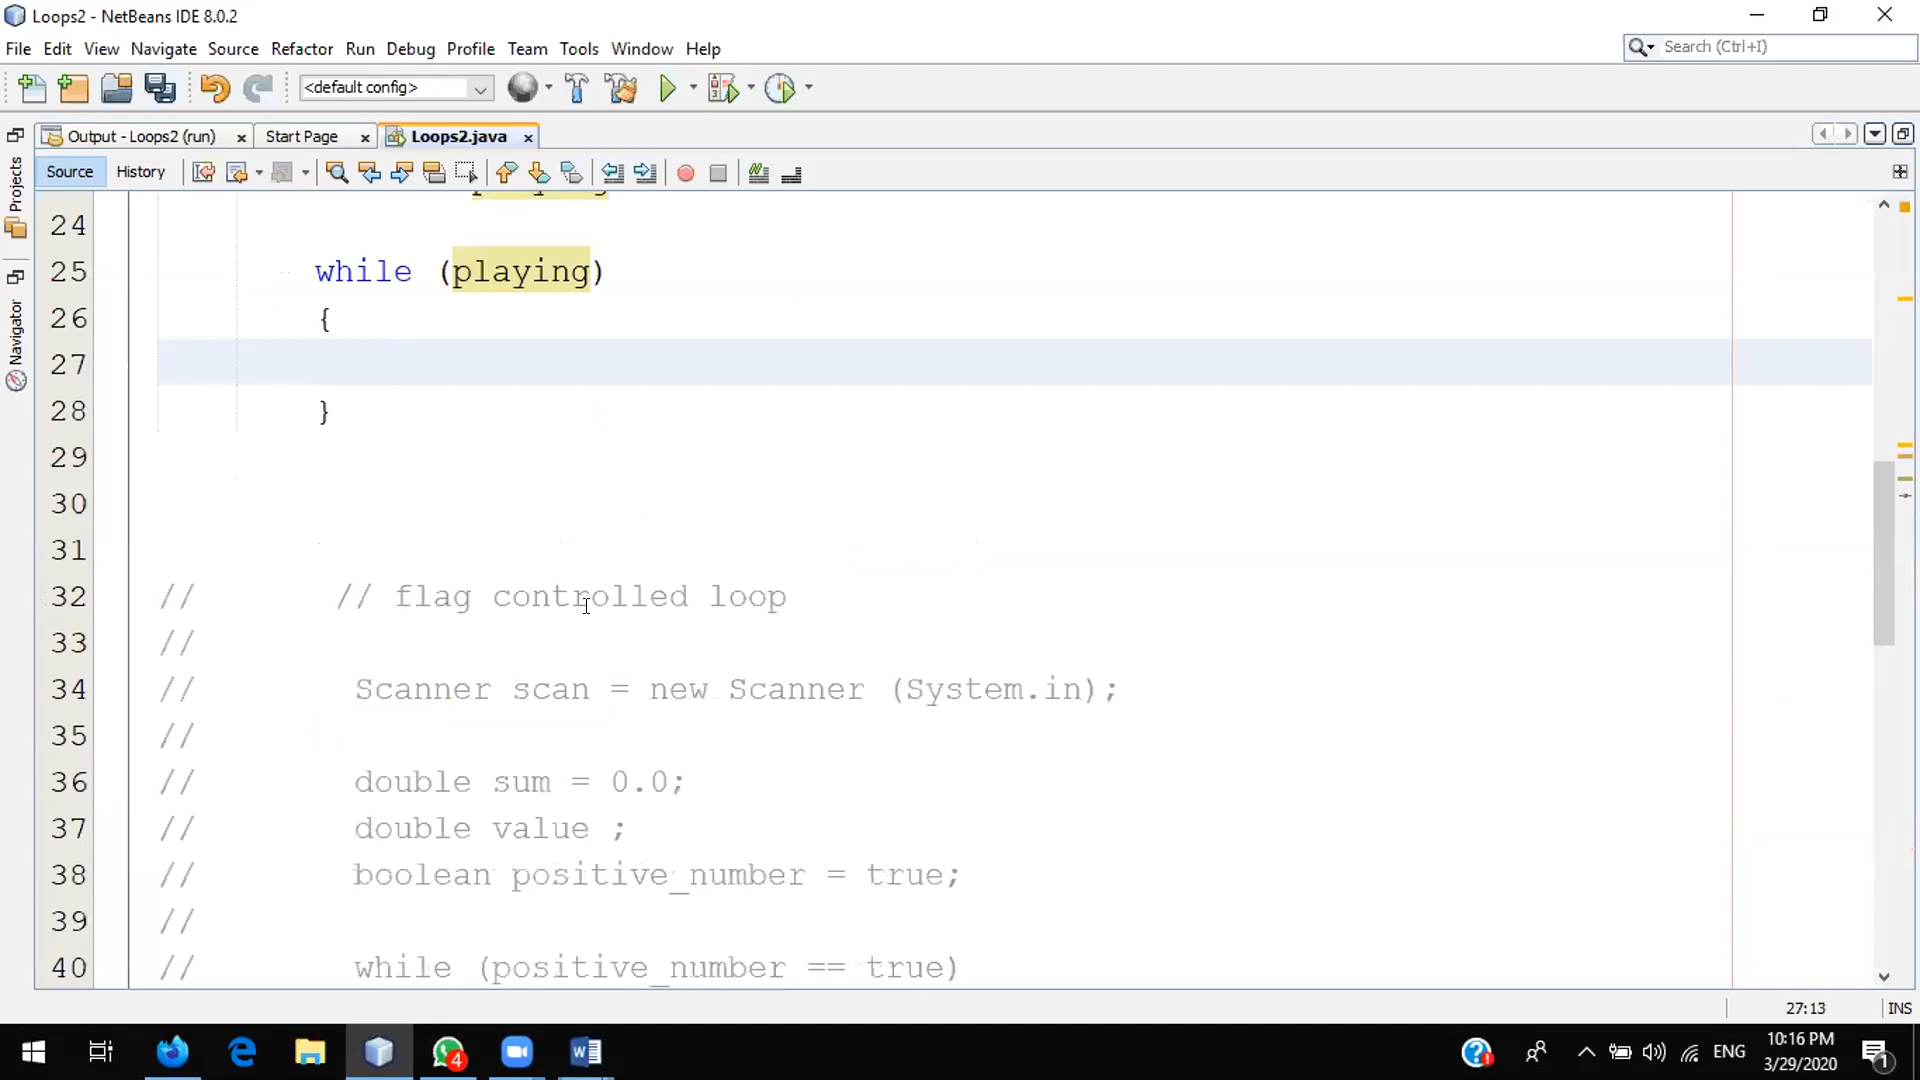 Loops2 - NetBeans IDE 8.0.2
File Edit View Navigate Source Refactor Run Debug Profile Team Tools Window Help
Search (Ctrl+I)
<default config>
Output - Loops2 (run) Start Page Loops2.java
Source History
Projects
Navigator
24
25 while (playing)
26 {
27
28 }
29
30
31
32 // // flag controlled loop
33 //
34 // Scanner scan = new Scanner (System.in);
35 //
36 // double sum = 0.0;
37 // double value ;
38 // boolean positive_number = true;
39 //
40 // while (positive_number == true)
27:13 INS
4
ENG
10:16 PM
3/29/2020
1